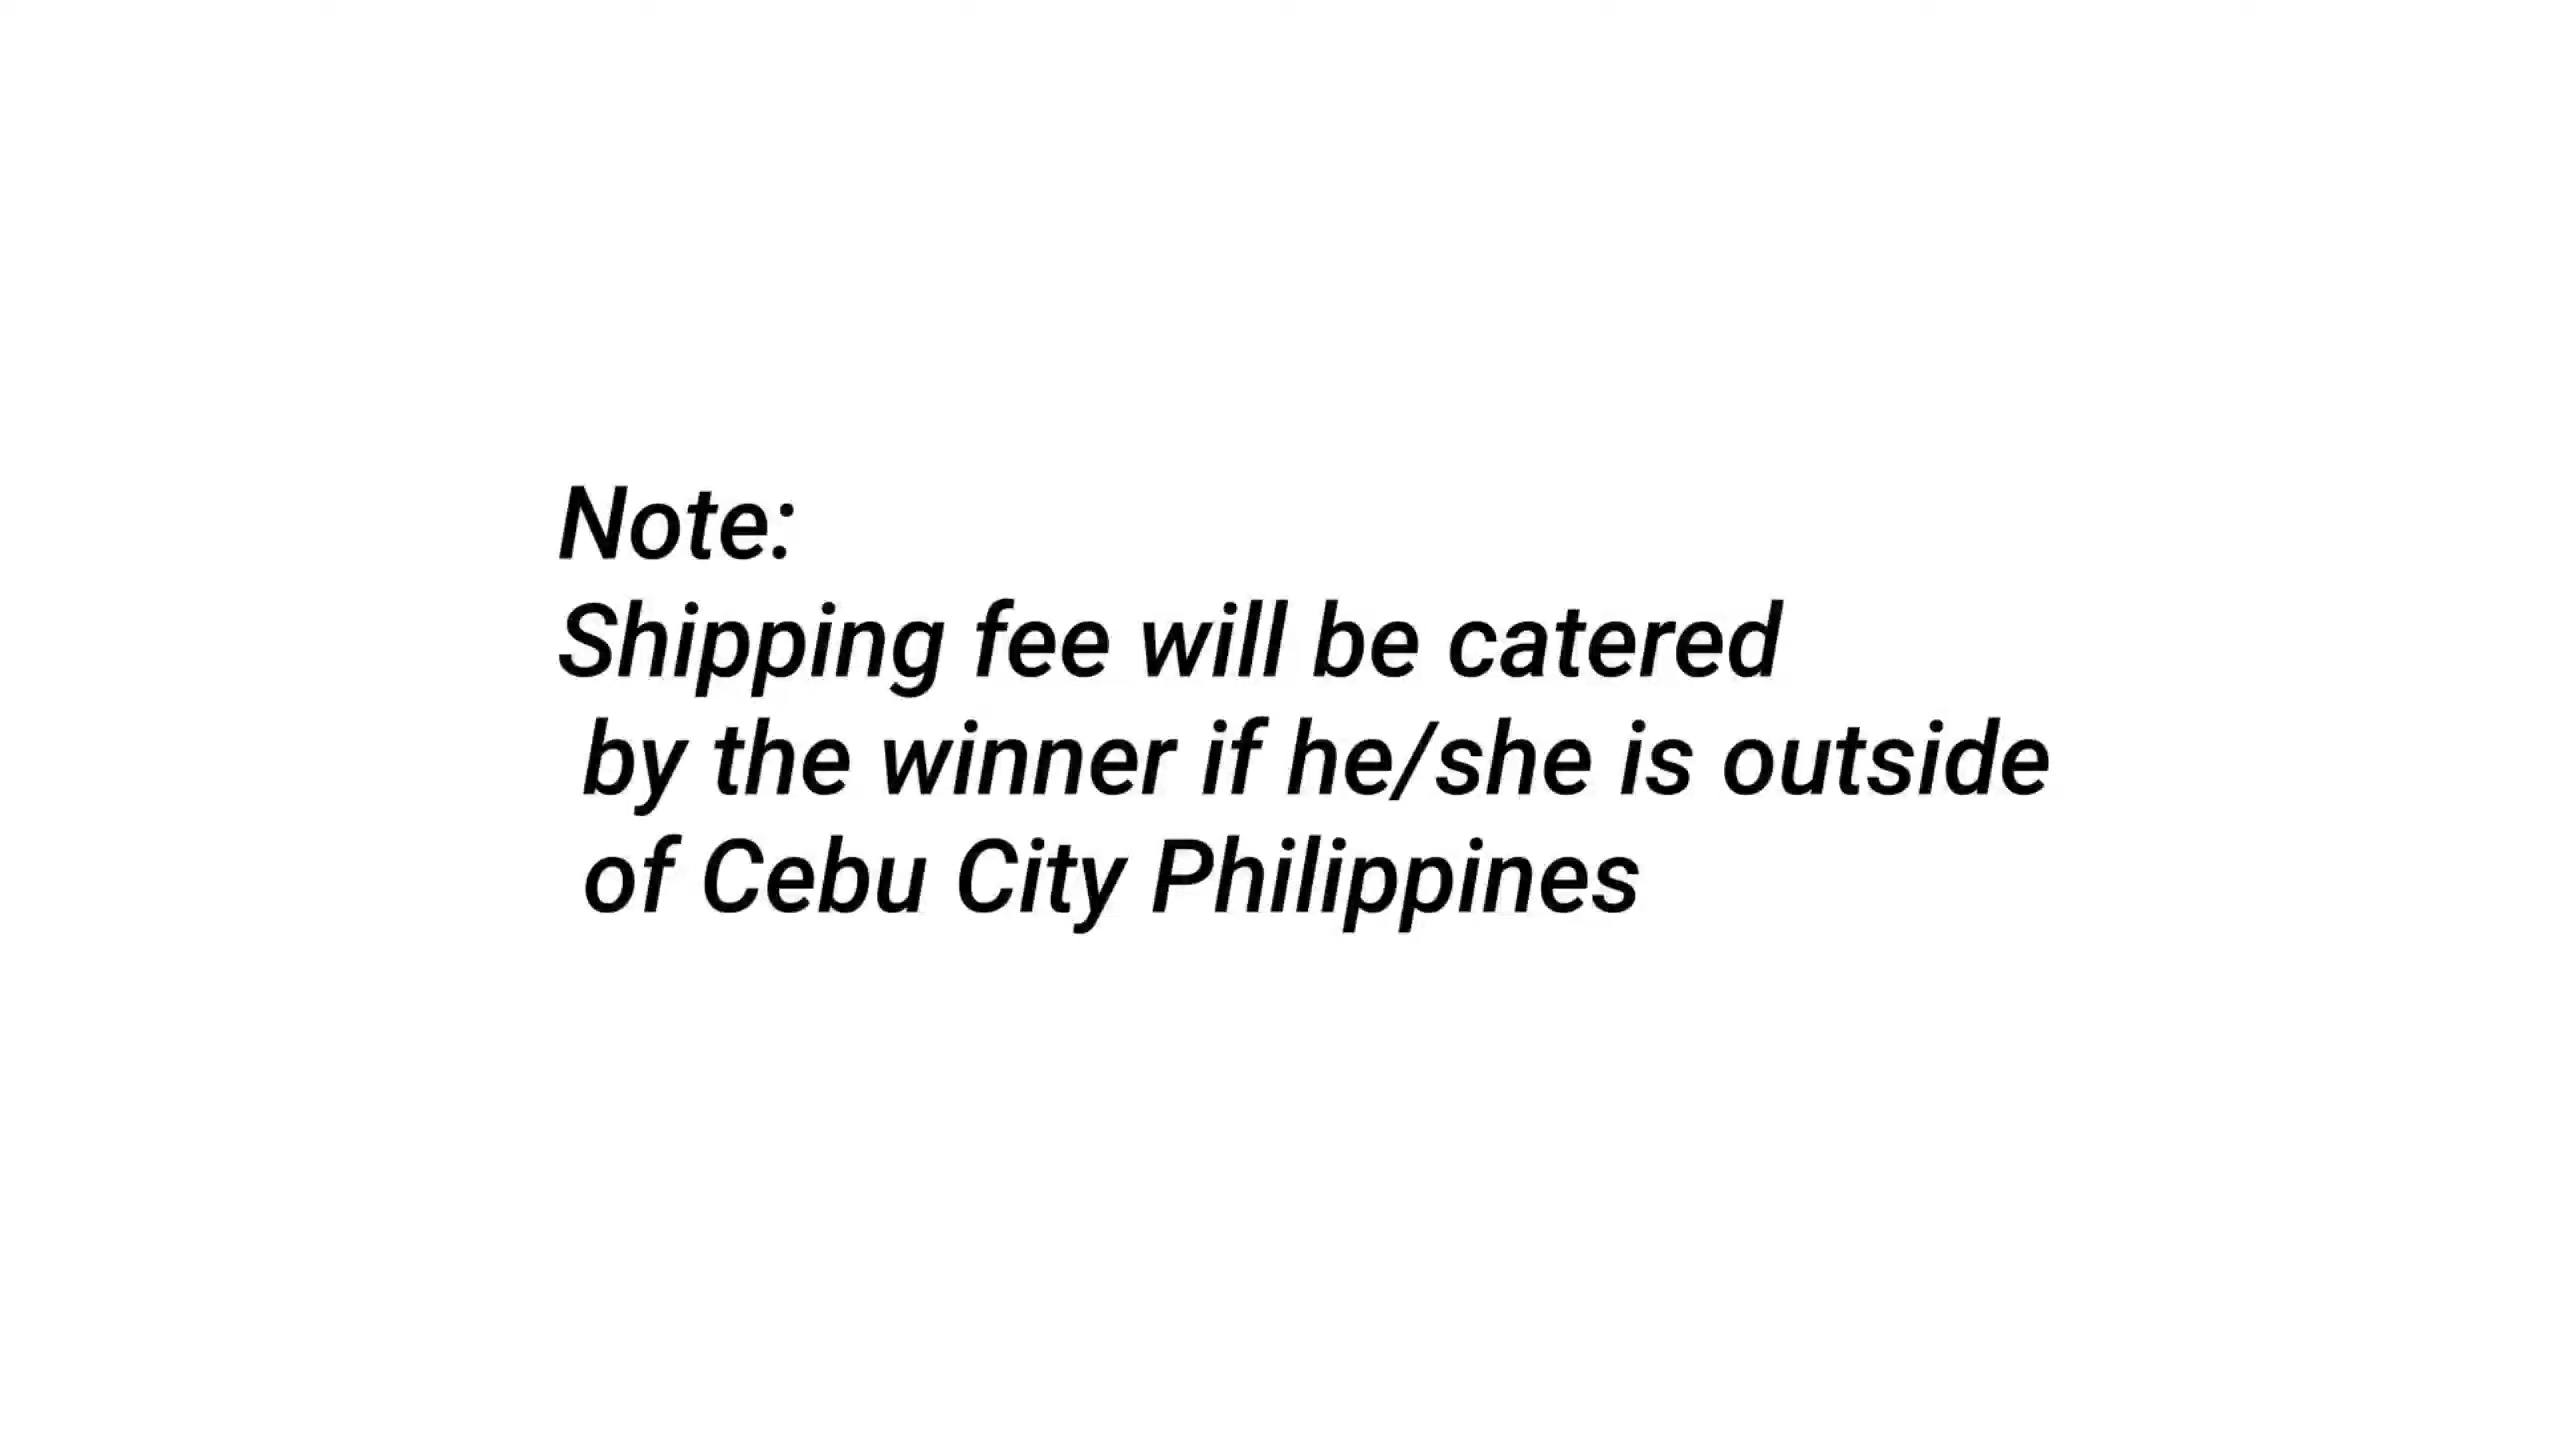 Note:
Shipping fee will be catered
by the winner if he/she is outside
of Cebu City Philippines